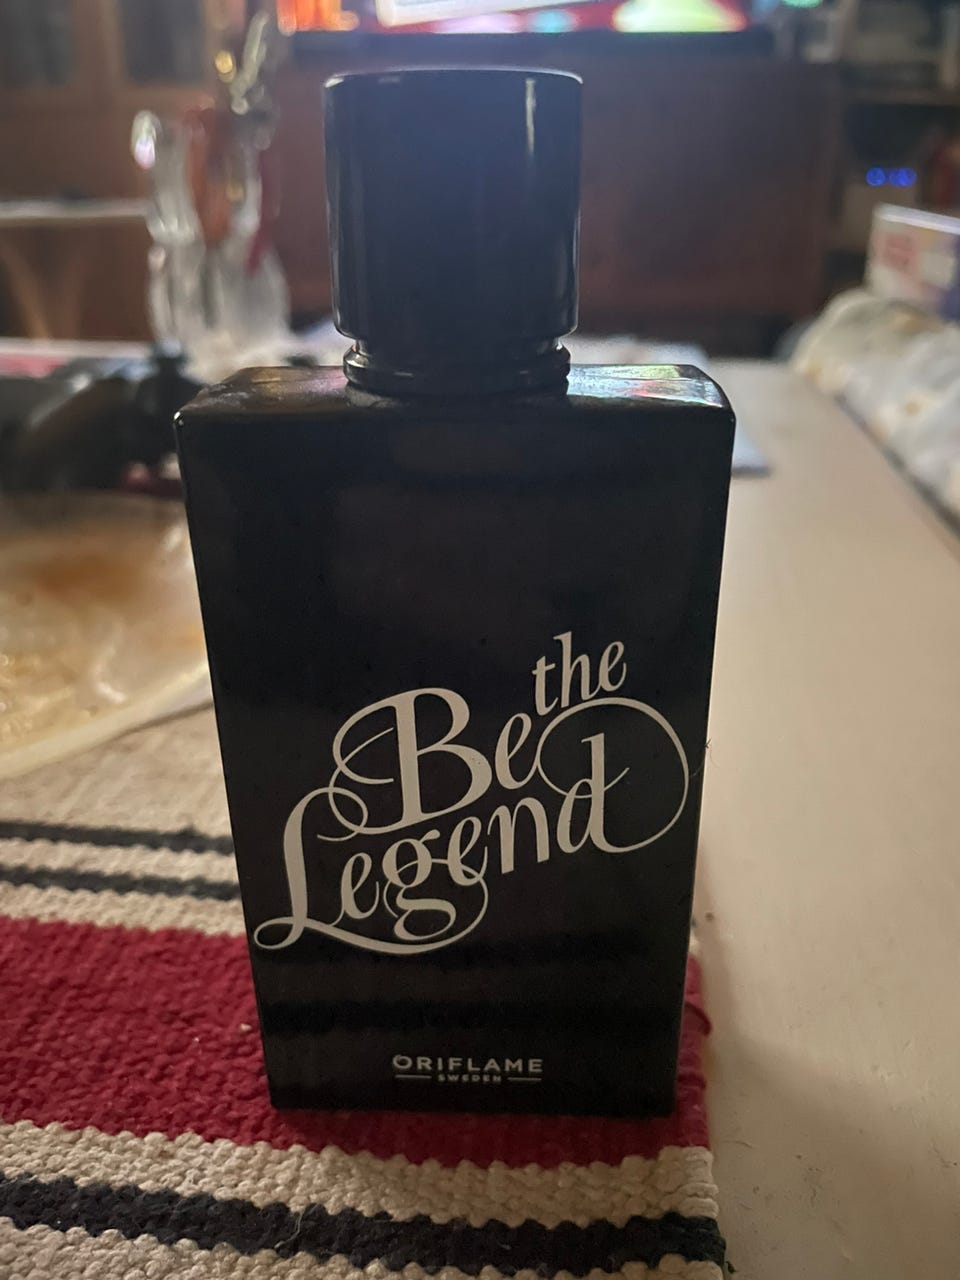 Be the
Legend
ORIFLAME
SWEDEN